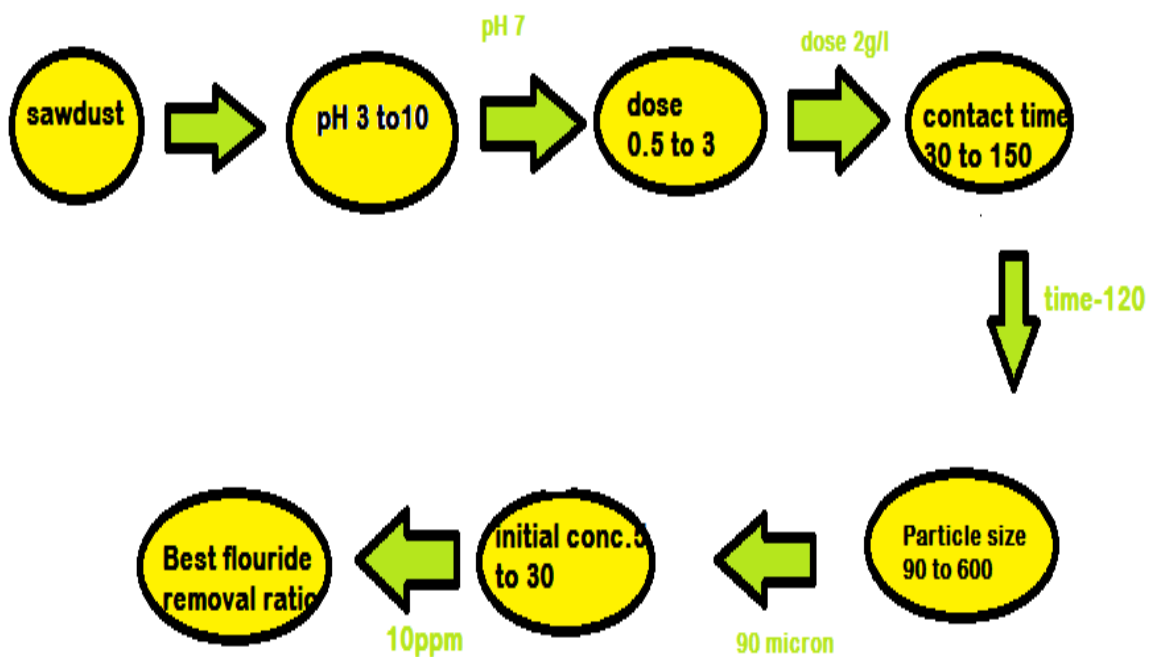 sawdust
pH 3 to10
pH 7
dose
0.5 to 3
dose 2g/l
contact time
30 to 150
time-120
Particle size
90 to 600
90 micron
initial conc.5
to 30
10ppm
Best flouride
removal ratio